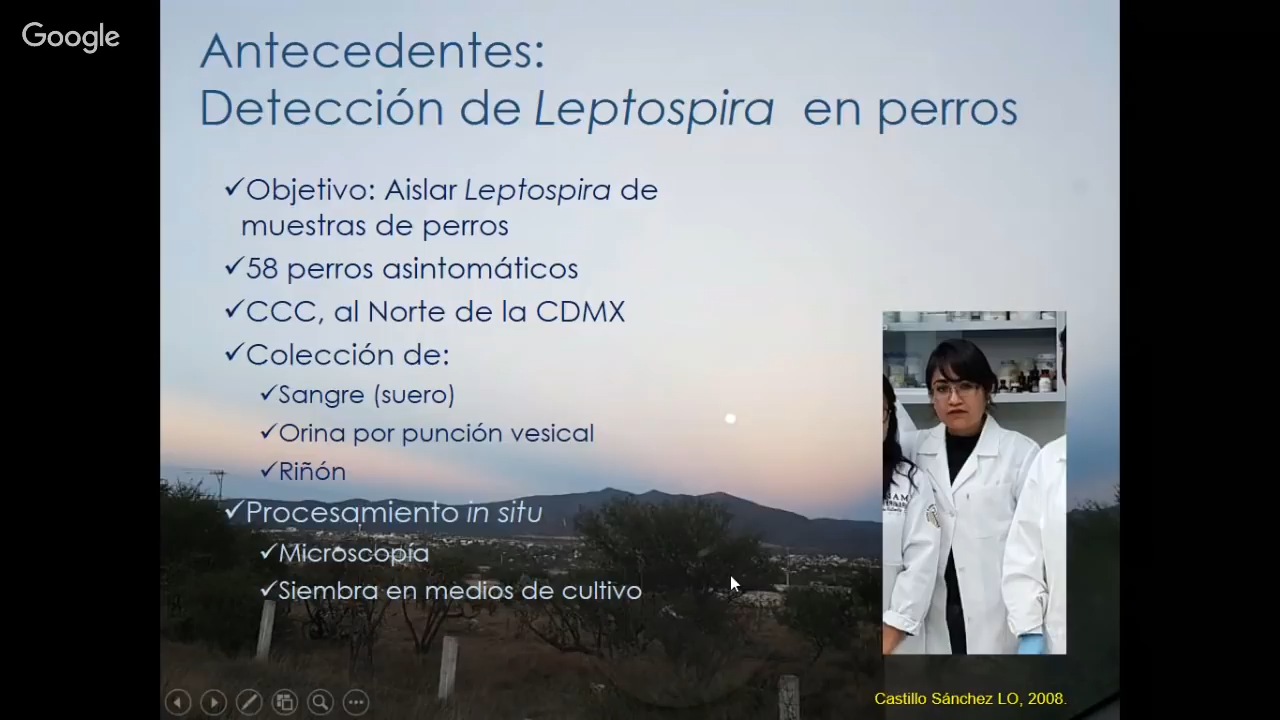 Google
Antecedentes:
Detección de Leptospira en perros
✓Objetivo: Aislar Leptospira de
muestras de perros
✓58 perros asintomáticos
✓CCC, al Norte de la CDMX
✓Colección de:
✓Sangre (suero)
✓Orina por punción vesical
✓Riñón
✓Procesamiento in situ
✓Microscopía
✓Siembra en medios de cultivo
Castillo Sánchez LO, 2008.